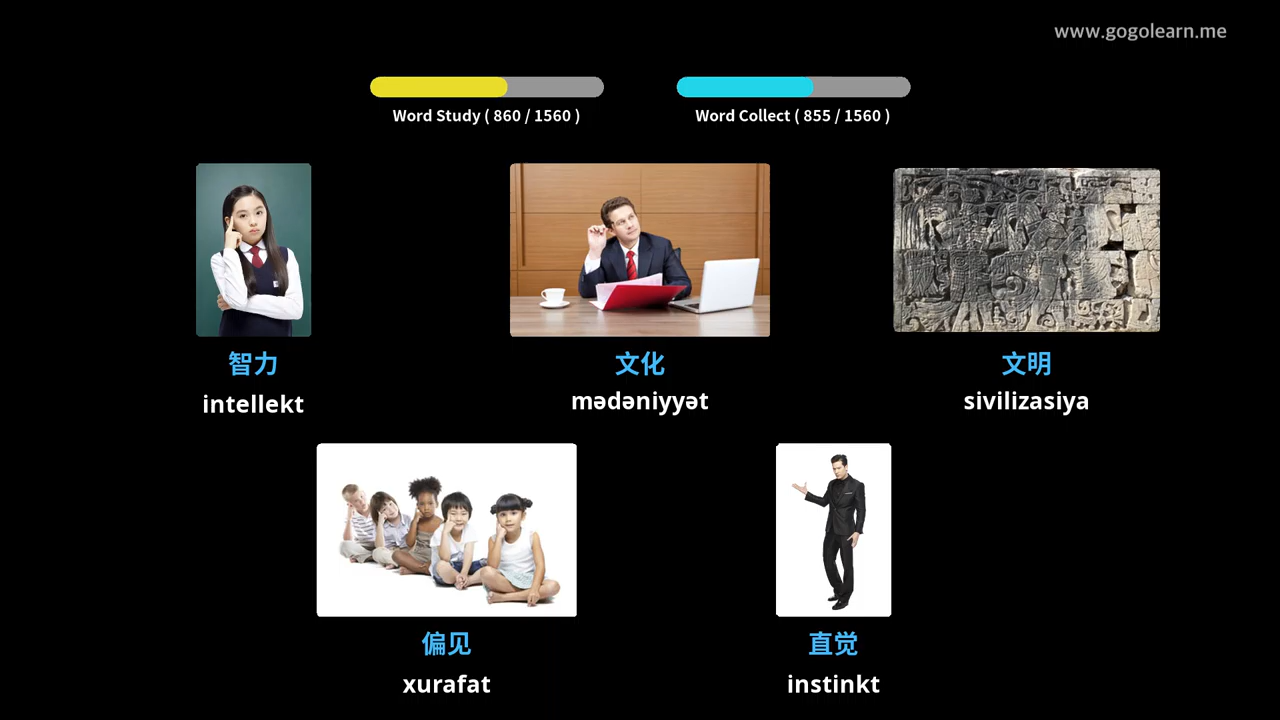 www.gogolearn.me
Word Study ( 860 / 1560 )
Word Collect ( 855 / 1560 )
智力
intellekt
文化
mədəniyyət
文明
sivilizasiya
偏见
xurafat
直觉
instinkt